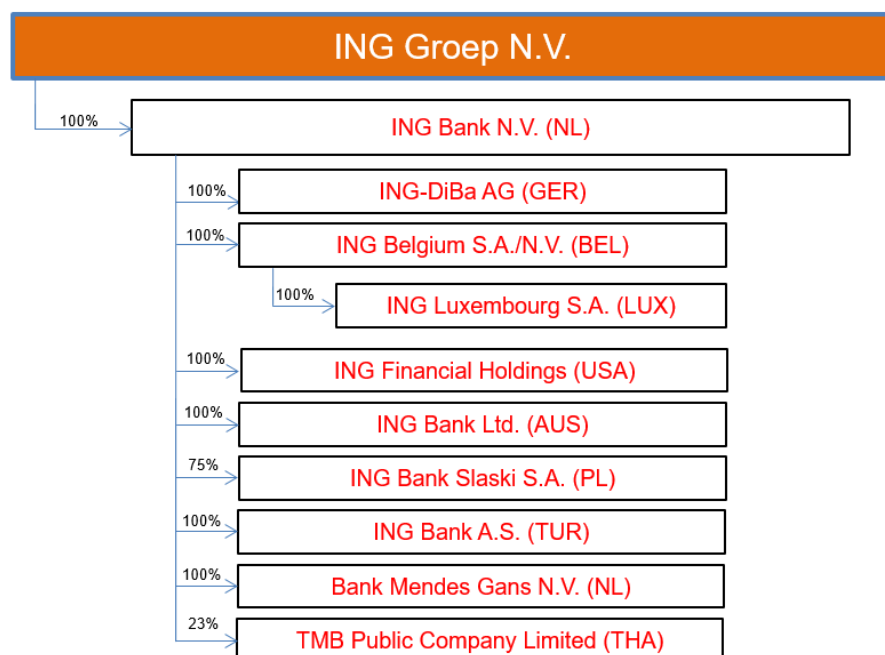 ING Groep N.V.
100%
ING Bank N.V. (NL)
100%
ING-DiBa AG (GER)
100%
ING Belgium S.A./N.V. (BEL)
100%
ING Luxembourg S.A. (LUX)
100%
ING Financial Holdings (USA)
100%
ING Bank Ltd. (AUS)
75%
ING Bank Slaski S.A. (PL)
100%
ING Bank A.S. (TUR)
100%
Bank Mendes Gans N.V. (NL)
23%
TMB Public Company Limited (THA)